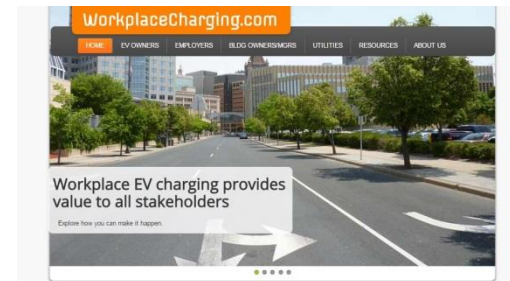 WorkplaceCharging.com
HOME EV OWNERS EMPLOYERS BLDG OWNERS/MGRS UTILITIES RESOURCES ABOUT US
Workplace EV charging provides
value to all stakeholders
Explore how you can make it happen.